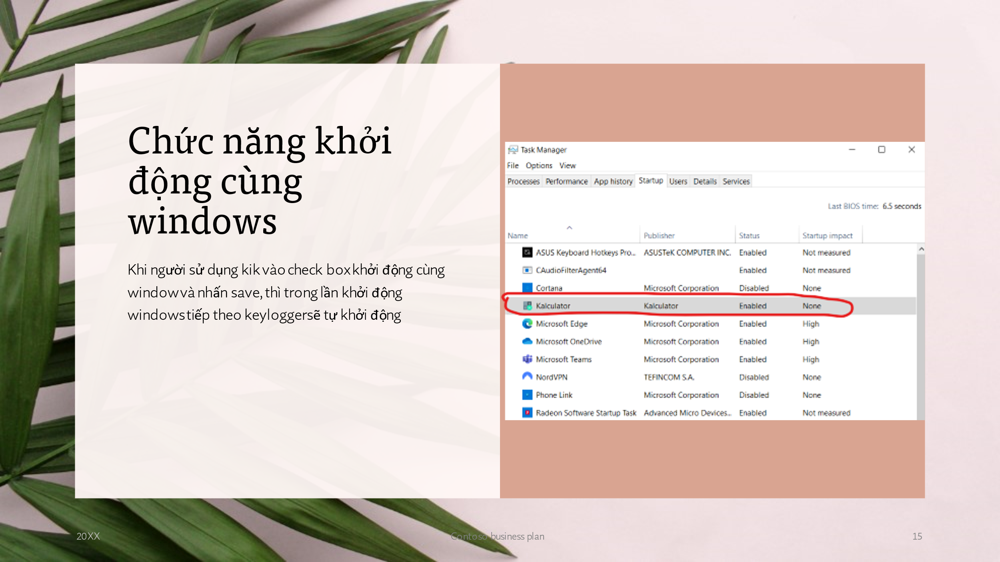 Chức năng khởi
động cùng
windows
Khi người sử dụng kik vào check box khởi động cùng
window và nhấn save, thì trong lần khởi động
windows tiếp theo keylogger sẽ tự khởi động
Task Manager
File Options View
Processes Performance App history Startup Users Details Services
Last BIOS time: 6.5 seconds
Name Publisher Status Startup impact
ASUS Keyboard Hotkeys Pro... ASUSTeK COMPUTER INC. Enabled Not measured
CAudioFilterAgent64 Enabled Not measured
Cortana Microsoft Corporation Disabled None
Kalculator Kalculator Enabled None
Microsoft Edge Microsoft Corporation Enabled High
Microsoft OneDrive Microsoft Corporation Enabled High
Microsoft Teams Microsoft Corporation Enabled High
NordVPN TEFINCOM S.A. Disabled None
Phone Link Microsoft Corporation Disabled None
Radeon Software Startup Task Advanced Micro Devices... Enabled Not measured
20XX Contoso business plan 15